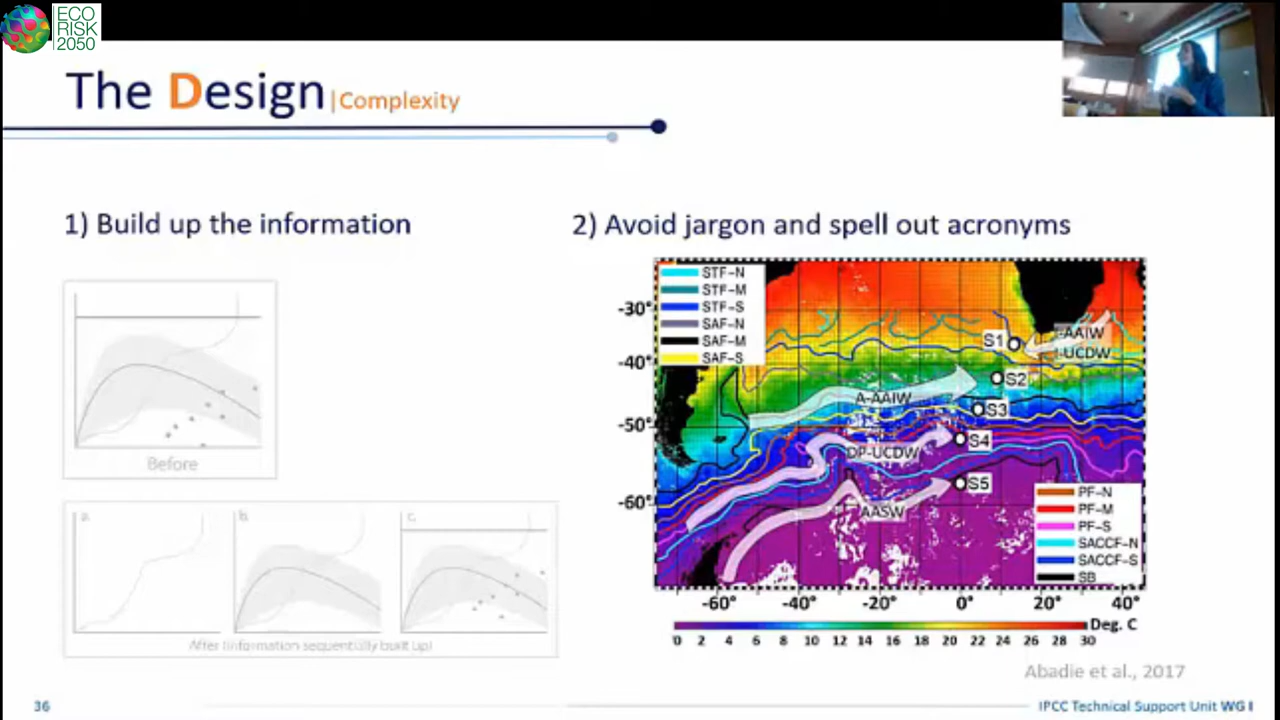 ECO
RISK
2050
The Design|Complexity
1) Build up the information
2) Avoid jargon and spell out acronyms
Before
a.
b.
c.
After (information sequentially built up)
STF-N
STF-M
STF-S
SAF-N
SAF-M
SAF-S
-30°
-40°
-50°
-60°
S1
S2
S3
S4
S5
I-AAIW
I-UCDW
A-AAIW
DP-UCDW
AASW
PF-N
PF-M
PF-S
SACCF-N
SACCF-S
SB
-60° -40° -20° 0° 20° 40°
Deg. C
0 2 4 6 8 10 12 14 16 18 20 22 24 26 28 30
Abadie et al., 2017
36
IPCC Technical Support Unit WG I